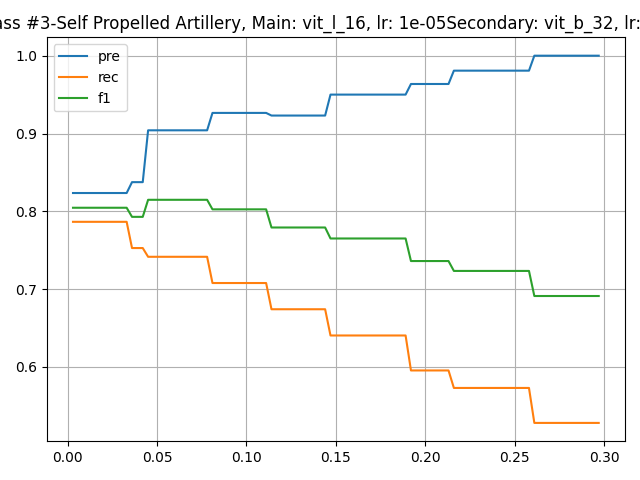 ass #3-Self Propelled Artillery, Main: vit_l_16, lr: 1e-05Secondary: vit_b_32, lr:
pre
rec
f1
1.0
0.9
0.8
0.7
0.6
0.00 0.05 0.10 0.15 0.20 0.25 0.30